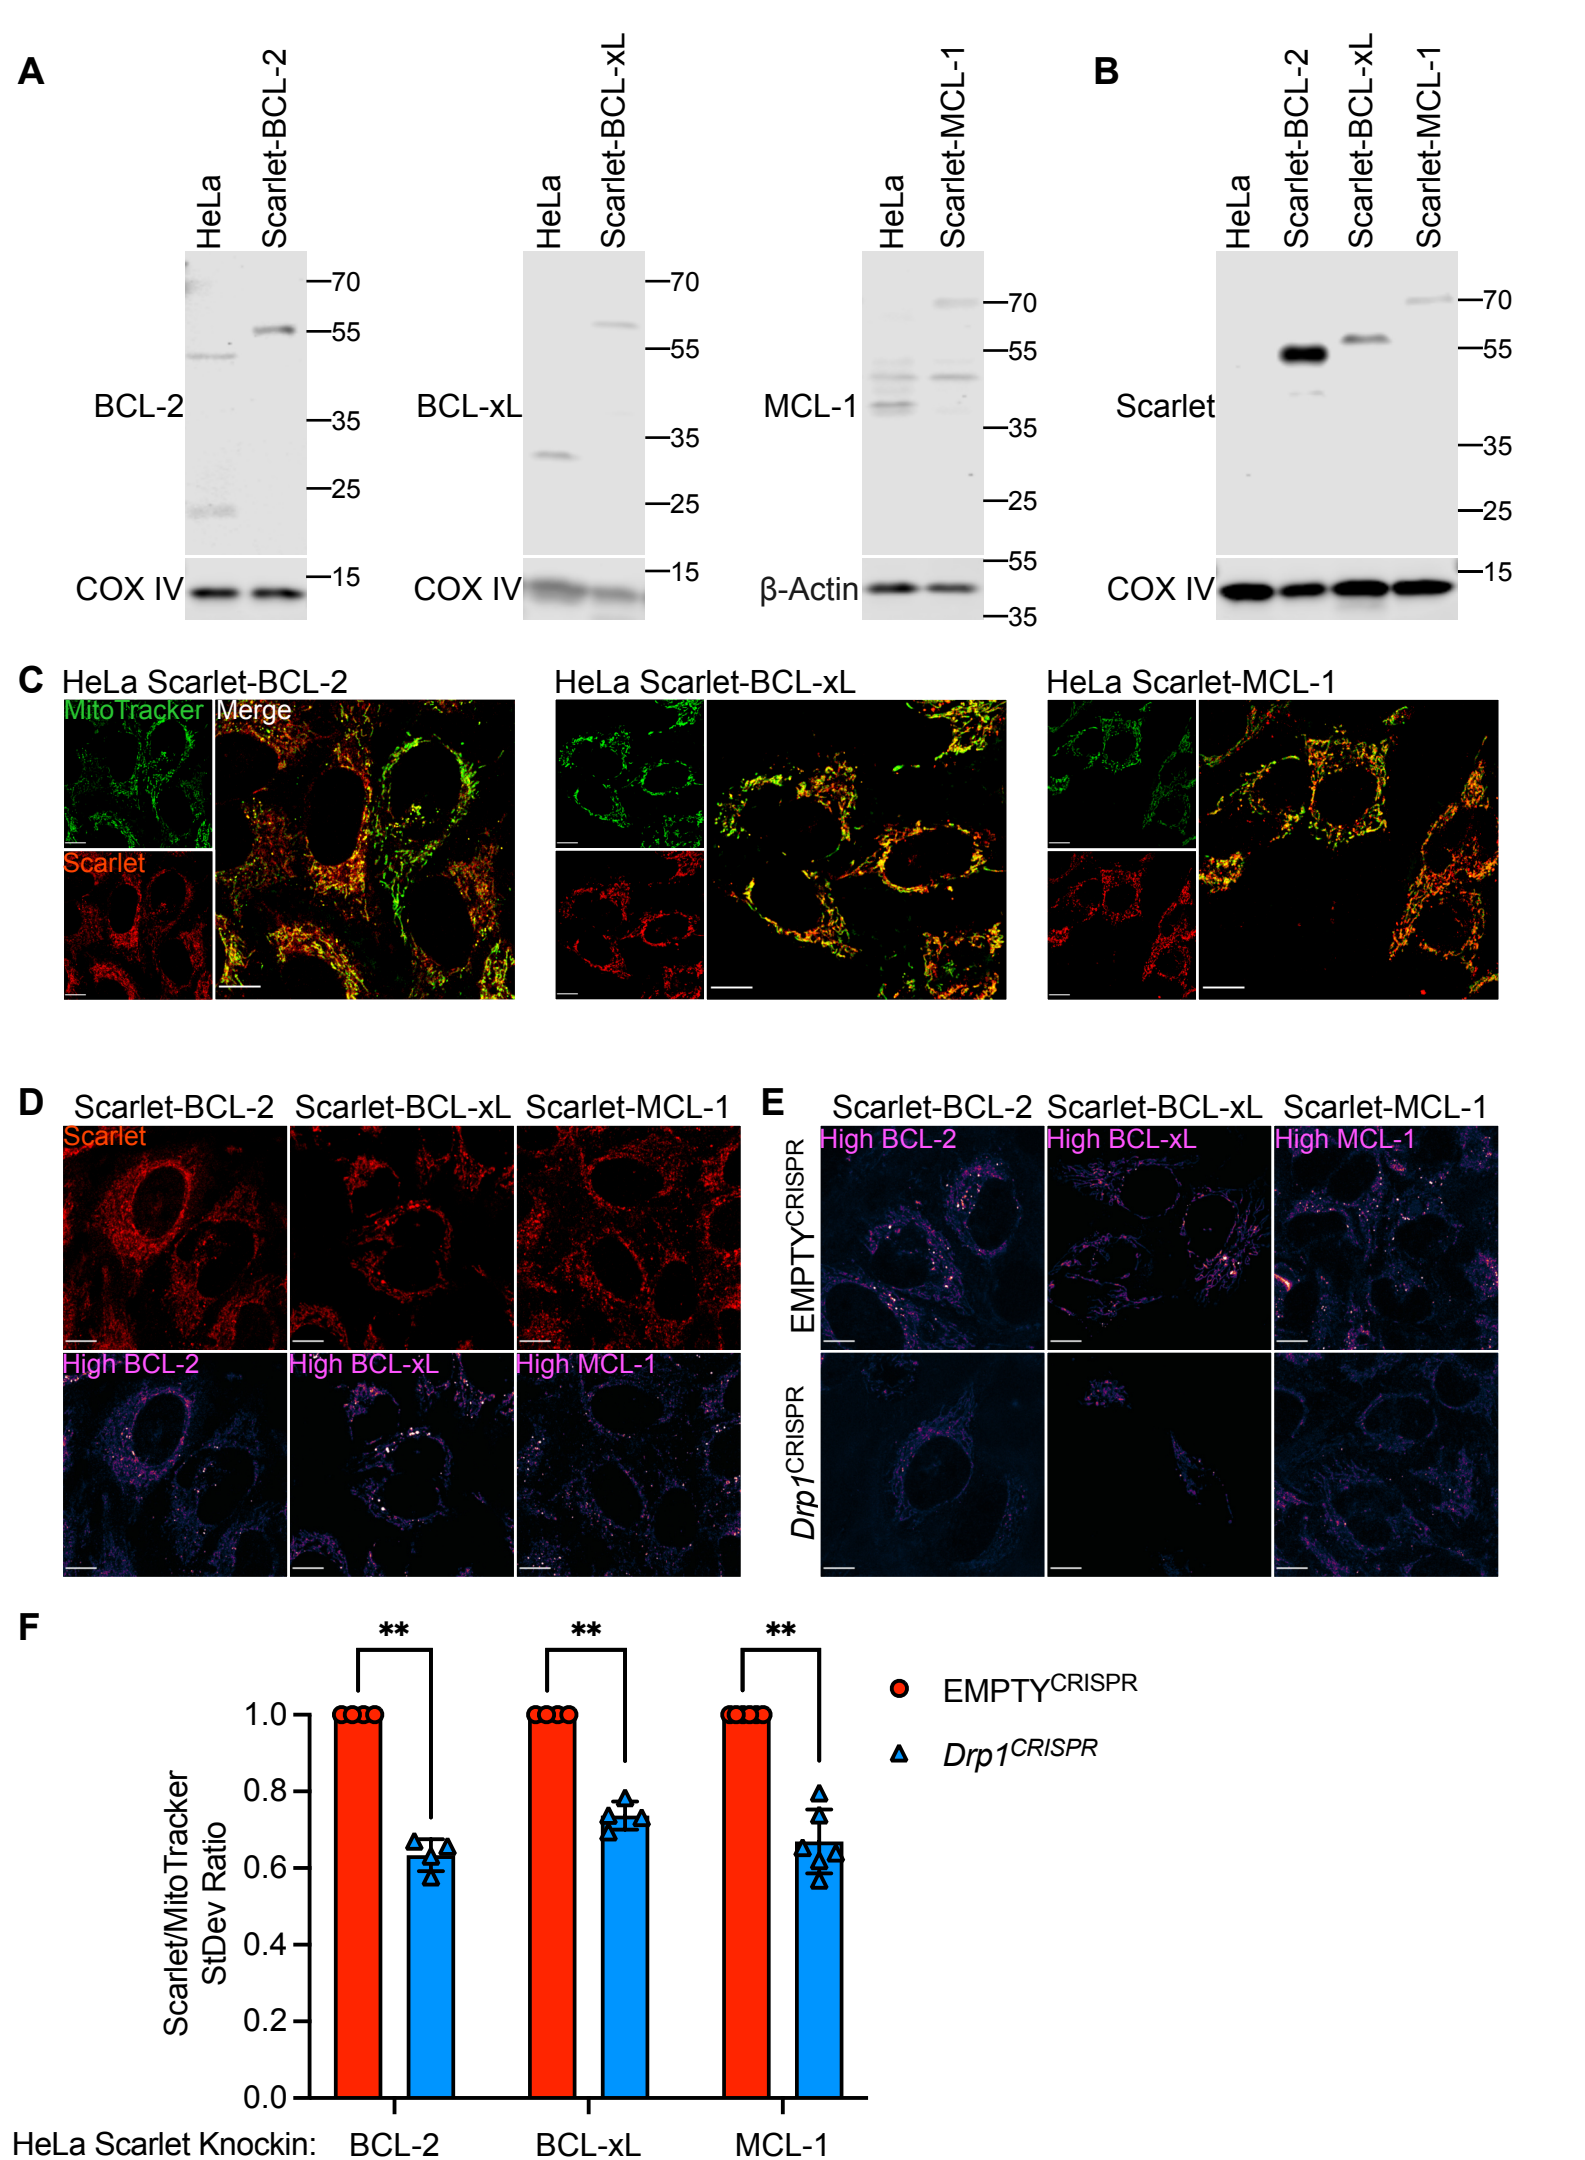 A
HeLa
Scarlet-BCL-2
BCL-2
70
55
35
25
COX IV
15
HeLa
Scarlet-BCL-xL
BCL-xL
70
55
35
25
COX IV
15
HeLa
Scarlet-MCL-1
MCL-1
70
55
35
25
β-Actin
55
35
B
HeLa
Scarlet-BCL-2
Scarlet-BCL-xL
Scarlet-MCL-1
Scarlet
70
55
35
25
COX IV
15
C
HeLa Scarlet-BCL-2
MitoTracker
Merge
Scarlet
HeLa Scarlet-BCL-xL
HeLa Scarlet-MCL-1
D
Scarlet-BCL-2
Scarlet-BCL-xL
Scarlet-MCL-1
Scarlet
High BCL-2
High BCL-xL
High MCL-1
E
Scarlet-BCL-2
Scarlet-BCL-xL
Scarlet-MCL-1
EMPTYCRISPR
High BCL-2
High BCL-xL
High MCL-1
Drp1CRISPR
F
**
**
**
EMPTYCRISPR
Drp1CRISPR
Scarlet/MitoTracker
StDev Ratio
1.0
0.8
0.6
0.4
0.2
0.0
HeLa Scarlet Knockin: BCL-2 BCL-xL MCL-1